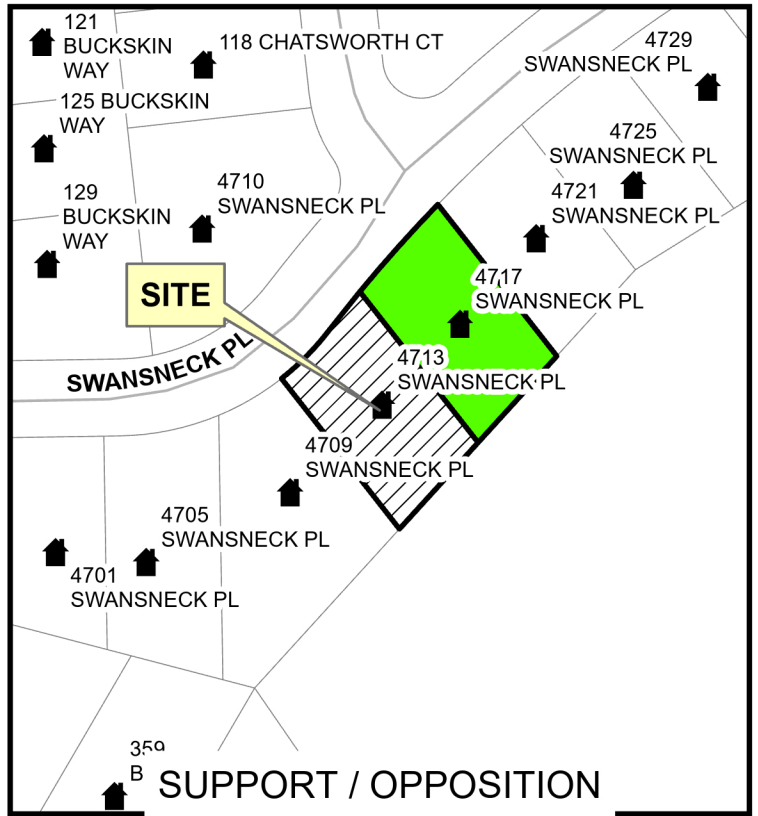 121
BUCKSKIN
WAY
118 CHATSWORTH CT
4729
SWANSNECK PL
125 BUCKSKIN
WAY
4725
SWANSNECK PL
129
BUCKSKIN
WAY
4710
SWANSNECK PL
4721
SWANSNECK PL
SITE
4717
SWANSNECK PL
SWANSNECK PL
4713
SWANSNECK PL
4709
SWANSNECK PL
4705
SWANSNECK PL
4701
SWANSNECK PL
359
B
SUPPORT / OPPOSITION